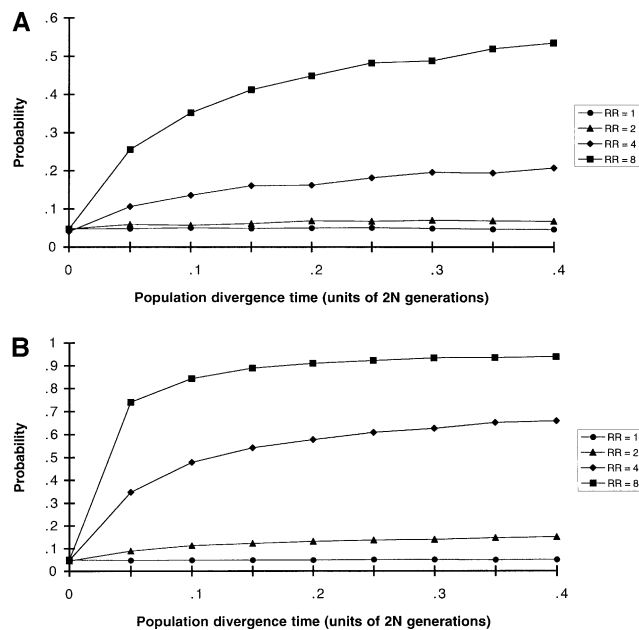 A
.6
.5
.4
.3
.2
.1
0
Probability
0 .1 .2 .3 .4
Population divergence time (units of 2N generations)
RR = 1
RR = 2
RR = 4
RR = 8
B
1
.9
.8
.7
.6
.5
.4
.3
.2
.1
0
Probability
0 .1 .2 .3 .4
Population divergence time (units of 2N generations)
RR = 1
RR = 2
RR = 4
RR = 8